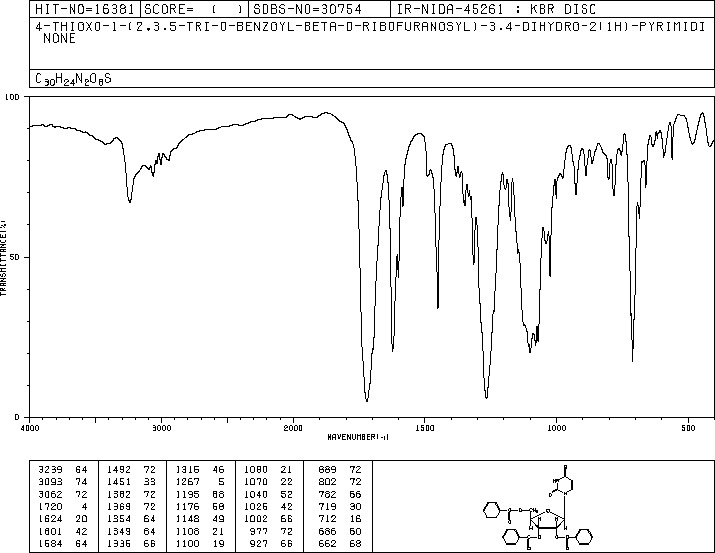 HIT-NO=16381 SCORE= ( ) SDBS-NO=30754 IR-NIDA-45261 : KBR DISC
4-THIOXO-1-(2.3.5-TRI-O-BENZOYL-BETA-D-RIBOFURANOSYL)-3.4-DIHYDRO-2(1H)-PYRIMIDI
NONE
C30H24N2O8S
100
50
0
TRANSMITTANCE(%)
4000 3000 2000 1500 1000 500
WAVENUMBER(-1)
3239 64 1492 72 1316 46 1080 21 889 72
3093 74 1451 33 1267 5 1070 22 802 72
3062 72 1382 72 1195 68 1040 52 782 66
1720 4 1369 72 1176 60 1026 42 719 30
1624 20 1354 64 1148 49 1002 66 712 16
1601 42 1349 64 1108 21 977 72 686 60
1584 64 1336 66 1100 19 927 66 662 68